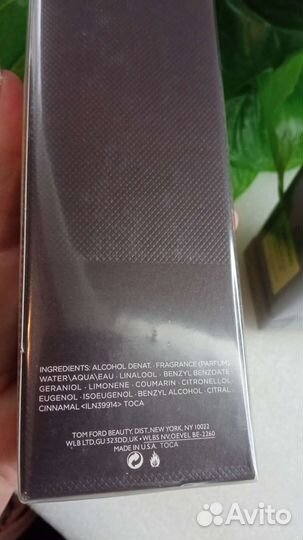 INGREDIENTS: ALCOHOL DENAT. · FRAGRANCE (PARFUM)
WATER\AQUA\EAU · LINALOOL · BENZYL BENZOATE
GERANIOL · LIMONENE · COUMARIN · CITRONELLOL
EUGENOL · ISOEUGENOL · BENZYL ALCOHOL · CITRAL
CINNAMAL <ILN39914> TOCA
TOM FORD BEAUTY, DIST, NEW YORK, NY 10022
WLB LTD, GU 323DD, UK • WLBS NV. OEVEL BE-2260
MADE IN U.S.A. TOCA
Avito